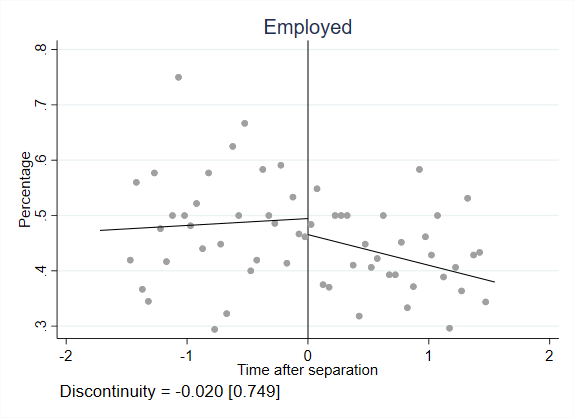 Employed
Percentage
.8
.7
.6
.5
.4
.3
-2
-1
0
1
2
Time after separation
Discontinuity = -0.020 [0.749]